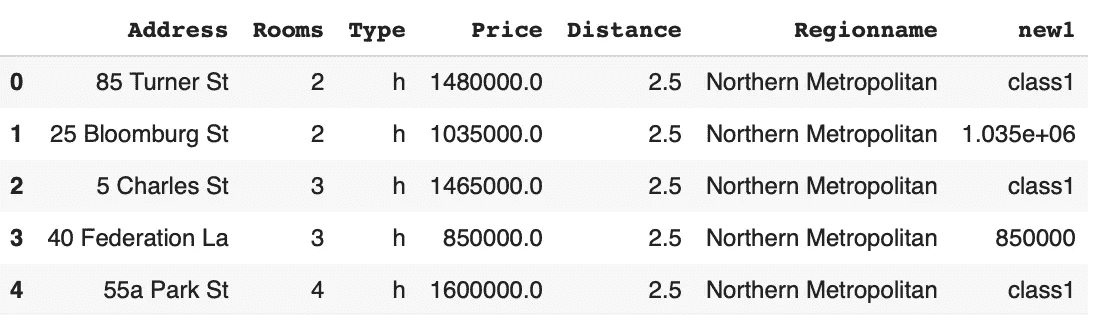 Address Rooms Type Price Distance Regionname new1
0 85 Turner St 2 h 1480000.0 2.5 Northern Metropolitan class1
1 25 Bloomburg St 2 h 1035000.0 2.5 Northern Metropolitan 1.035e+06
2 5 Charles St 3 h 1465000.0 2.5 Northern Metropolitan class1
3 40 Federation La 3 h 850000.0 2.5 Northern Metropolitan 850000
4 55a Park St 4 h 1600000.0 2.5 Northern Metropolitan class1